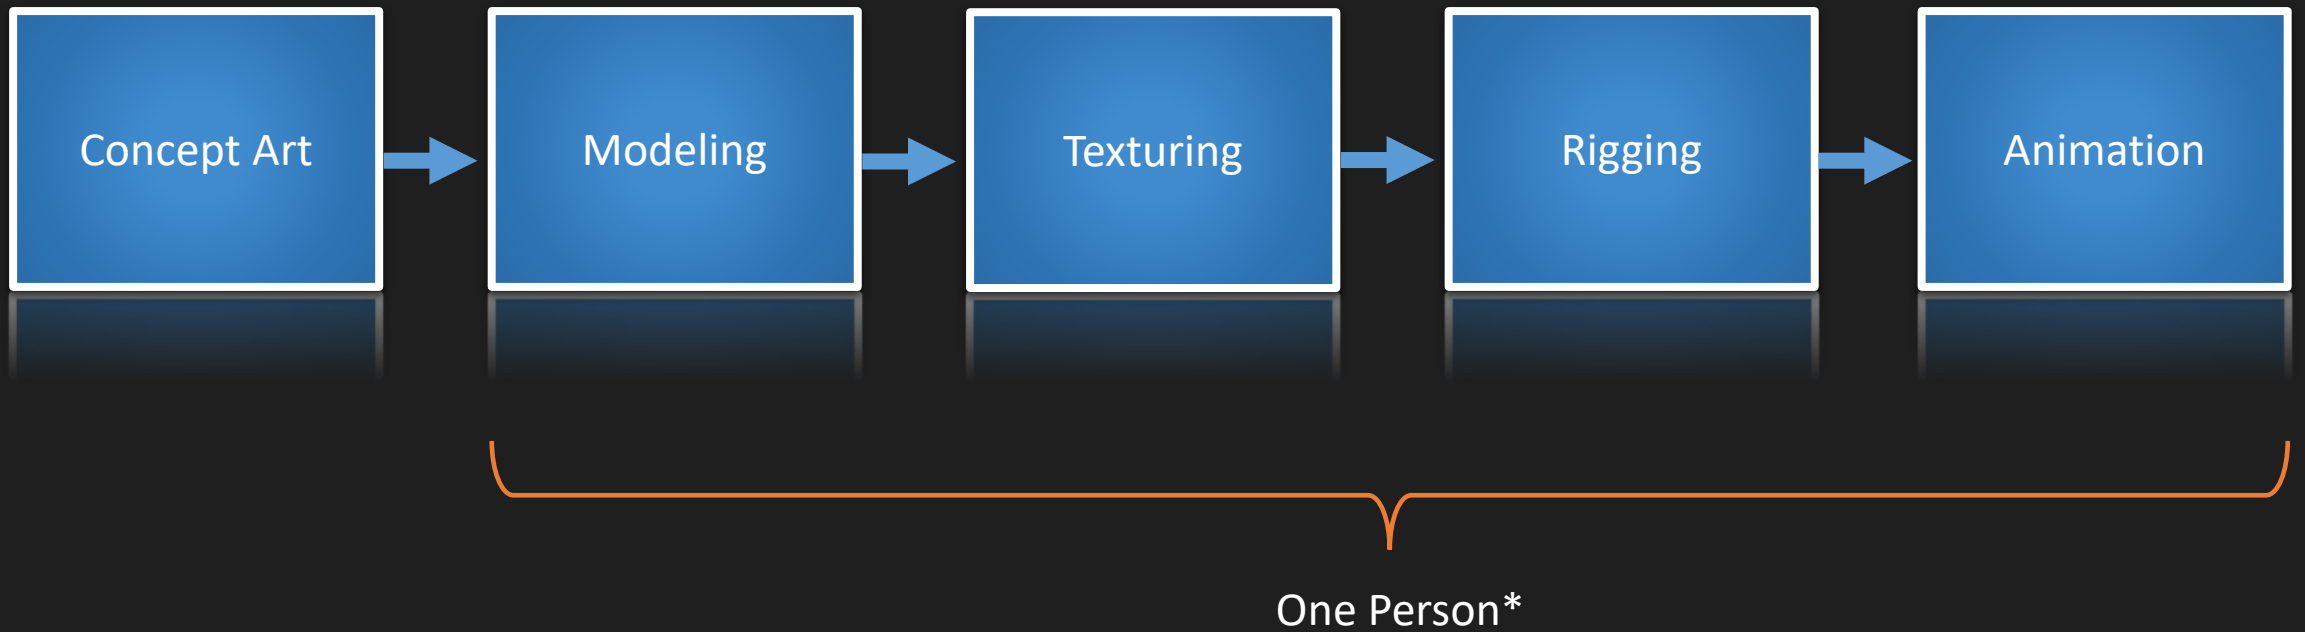 Concept Art
Modeling
Texturing
Rigging
Animation
One Person*